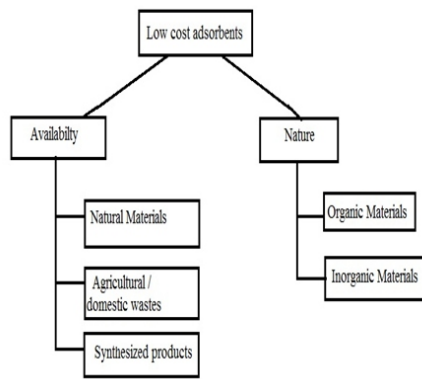 Low cost adsorbents
Availabilty
Nature
Natural Materials
Agricultural /
domestic wastes
Synthesized products
Organic Materials
Inorganic Materials